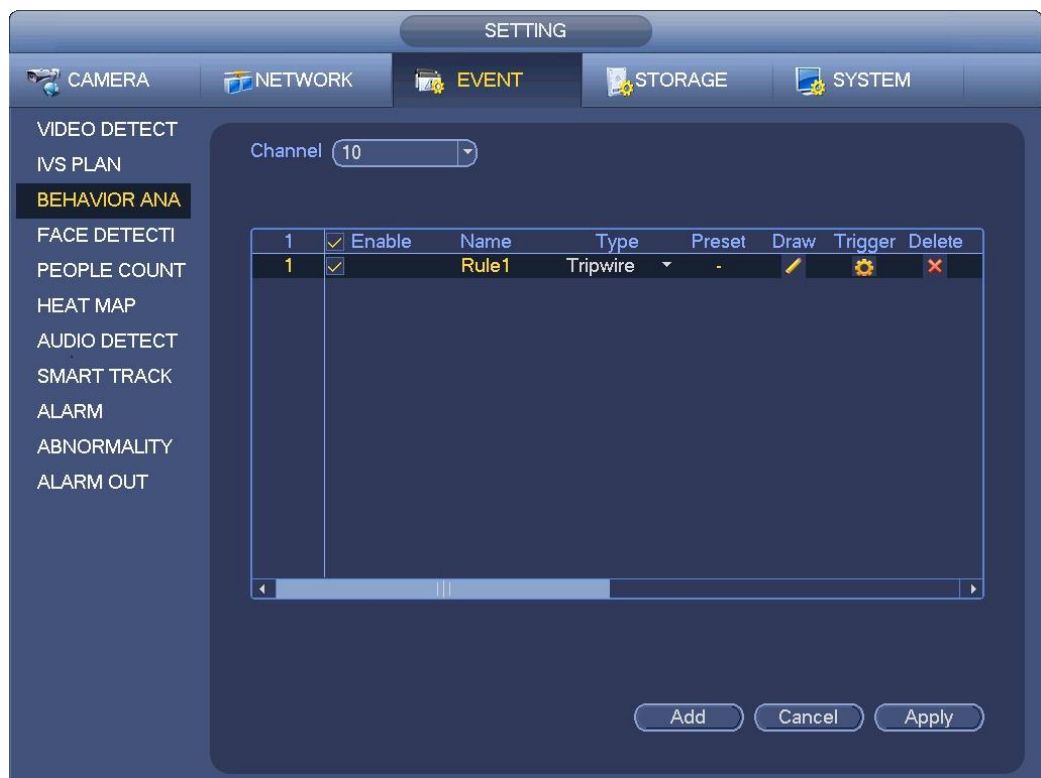 SETTING
CAMERA NETWORK EVENT STORAGE SYSTEM
VIDEO DETECT
IVS PLAN
BEHAVIOR ANA
FACE DETECTI
PEOPLE COUNT
HEAT MAP
AUDIO DETECT
SMART TRACK
ALARM
ABNORMALITY
ALARM OUT
Channel 10
1 Enable Name Type Preset Draw Trigger Delete
1 Rule1 Tripwire -
Add Cancel Apply